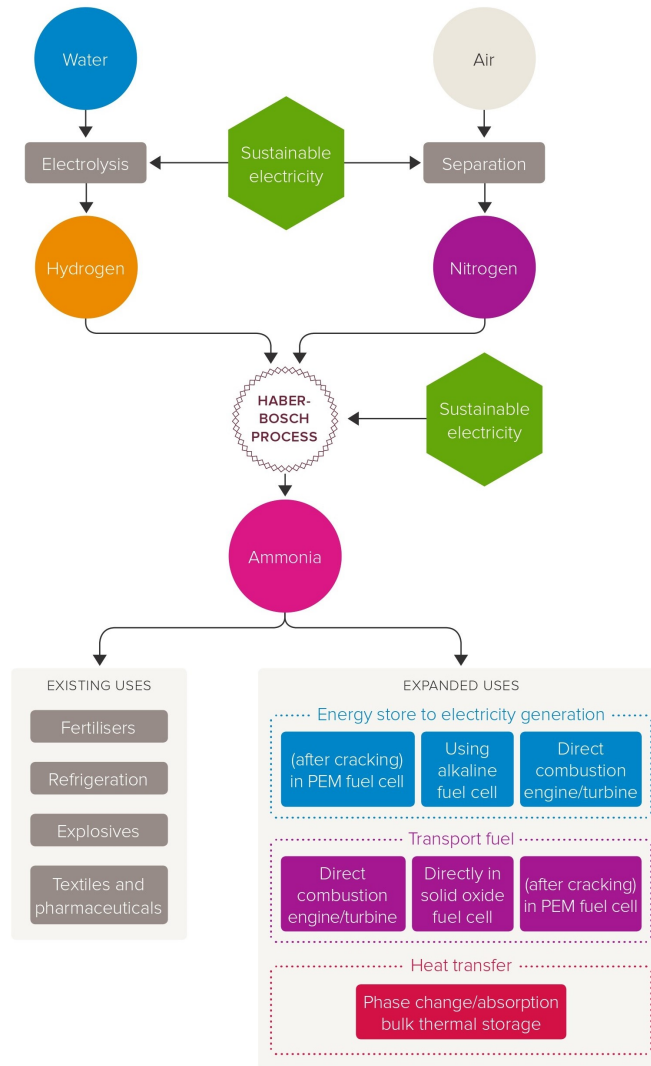 Water
Air
Electrolysis
Sustainable
electricity
Separation
Hydrogen
Nitrogen
HABER-
BOSCH
PROCESS
Sustainable
electricity
Ammonia
EXISTING USES
Fertilisers
Refrigeration
Explosives
Textiles and
pharmaceuticals
EXPANDED USES
Energy store to electricity generation
(after cracking)
in PEM fuel cell
Using
alkaline
fuel cell
Direct
combustion
engine/turbine
Transport fuel
Direct
combustion
engine/turbine
Directly in
solid oxide
fuel cell
(after cracking)
in PEM fuel cell
Heat transfer
Phase change/absorption
bulk thermal storage